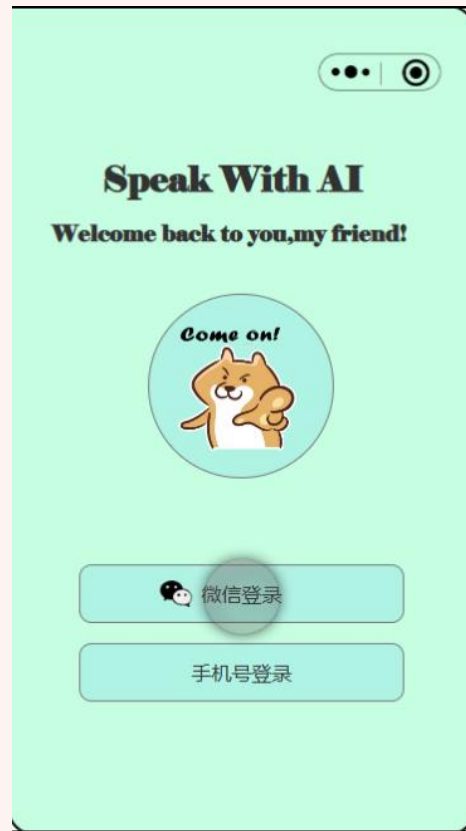 Speak With AI
Welcome back to you,my friend!
Come on!
微信登录
手机号登录